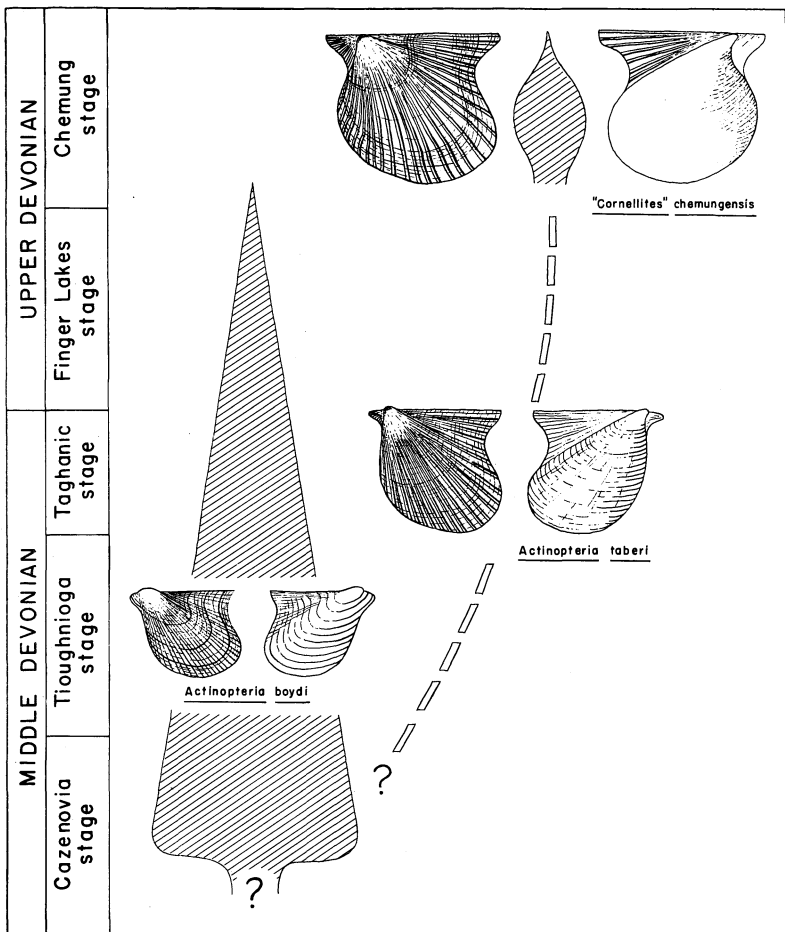 UPPER DEVONIAN
MIDDLE DEVONIAN
Chemung
stage
Finger Lakes
stage
Taghanic
stage
Tioughnioga
stage
Cazenovia
stage
"Cornellites" chemungensis
Actinopteria taberi
Actinopteria boydi
?
?